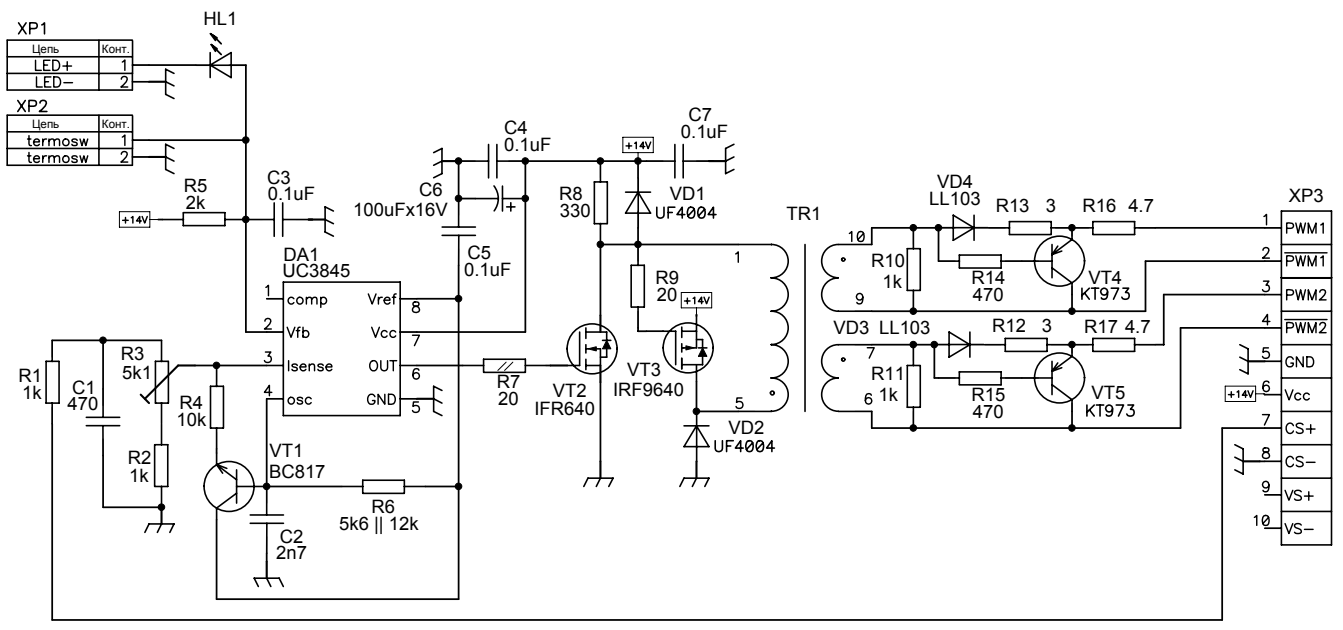 XP1
Цепь Конт.
LED+ 1
LED- 2
HL1
XP2
Цепь Конт.
termosw 1
termosw 2
R5
2k
+14V
C3
0.1uF
C4
0.1uF
C6
100uFx16V
C5
0.1uF
C7
0.1uF
+14V
R8
330
VD1
UF4004
R9
20
+14V
DA1
UC3845
1 comp Vref 8
2 Vfb Vcc 7
3 Isense OUT 6
4 osc GND 5
R7
20
VT2
IFR640
VT3
IRF9640
VD2
UF4004
R1
1k
C1
470
R3
5k1
R2
1k
R4
10k
VT1
BC817
R6
5k6 || 12k
C2
2n7
TR1
1
5
10
9
7
6
VD4
LL103
R13 3
R16 4.7
R10
1k
R14
470
VT4
KT973
VD3 LL103
R12 3
R17 4.7
R11
1k
R15
470
VT5
KT973
XP3
1 PWM1
2 PWM1
3 PWM2
4 PWM2
5 GND
+14V 6 Vcc
7 CS+
8 CS-
9 VS+
10 VS-